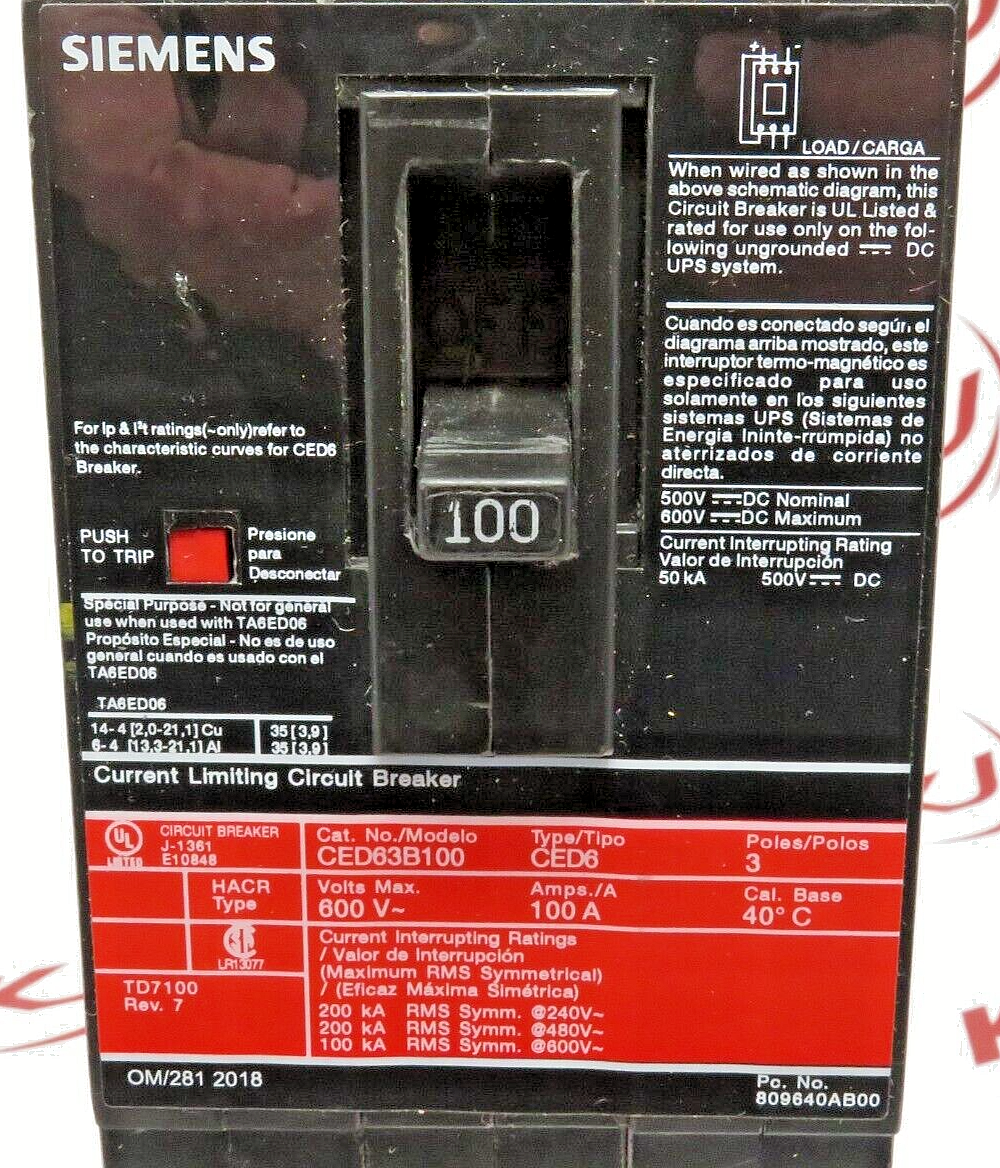 SIEMENS
LOAD/CARGA
When wired as shown in the
above schematic diagram, this
Circuit Breaker is UL Listed &
rated for use only on the fol-
lowing ungrounded ⎓ DC
UPS system.
Cuando es conectado según el
diagrama arriba mostrado, este
interruptor termo-magnético es
especificado para uso
solamente en los siguientes
sistemas UPS (Sistemas de
Energia Ininte-rrumpida) no
aterrizados de corriente
directa.
500V ⎓DC Nominal
600V ⎓DC Maximum
Current Interrupting Rating
Valor de Interrupción
50 kA 500V⎓ DC
For Ip & I²t ratings(~only)refer to
the characteristic curves for CED6
Breaker.
PUSH
TO TRIP
Presione
para
Desconectar
100
Special Purpose - Not for general
use when used with TA6ED06
Propósito Especial - No es de uso
general cuando es usado con el
TA6ED06
TA6ED06
14-4 [2,0-21,1] Cu 35 [3,9]
6-4 [13,3-21,1] Al 35 [3,9]
Current Limiting Circuit Breaker
UL
LISTED
CIRCUIT BREAKER
J-1361
E10848
Cat. No./Modelo
CED63B100
Type/Tipo
CED6
Poles/Polos
3
HACR
Type
Volts Max.
600 V~
Amps./A
100 A
Cal. Base
40° C
LR13077
TD7100
Rev. 7
Current Interrupting Ratings
/ Valor de Interrupción
(Maximum RMS Symmetrical)
/ (Eficaz Máxima Simétrica)
200 kA RMS Symm. @240V~
200 kA RMS Symm. @480V~
100 kA RMS Symm. @600V~
OM/281 2018
Pc. No.
809640AB00